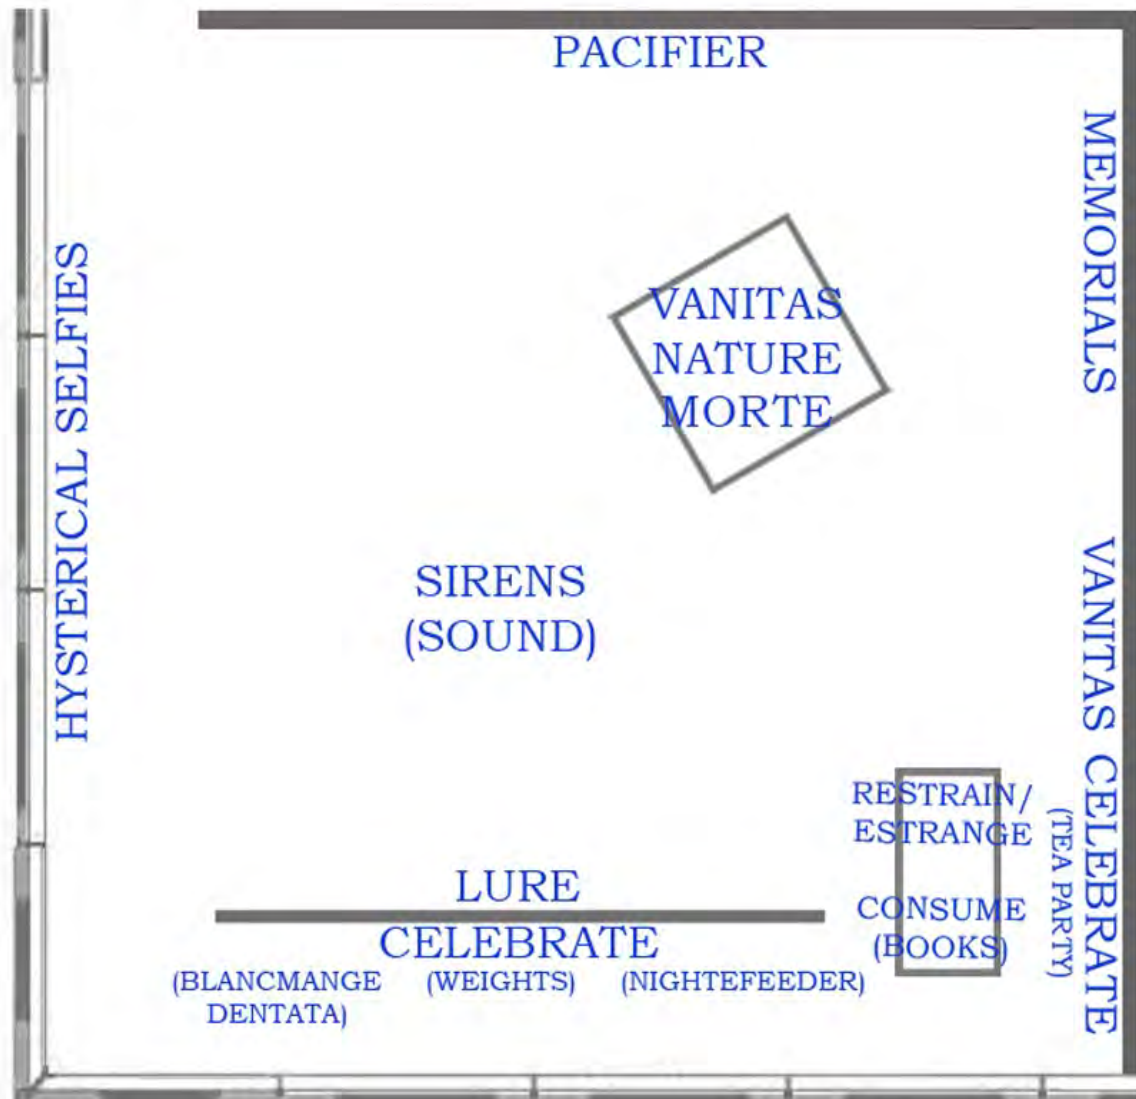 PACIFIER
MEMORIALS
HYSTERICAL SELFIES
VANITAS
NATURE
MORTE
SIRENS
(SOUND)
VANITAS CELEBRATE
(TEA PARTY)
RESTRAIN/
ESTRANGE
CONSUME
(BOOKS)
LURE
CELEBRATE
(BLANCMANGE
DENTATA)
(WEIGHTS)
(NIGHTEFEEDER)